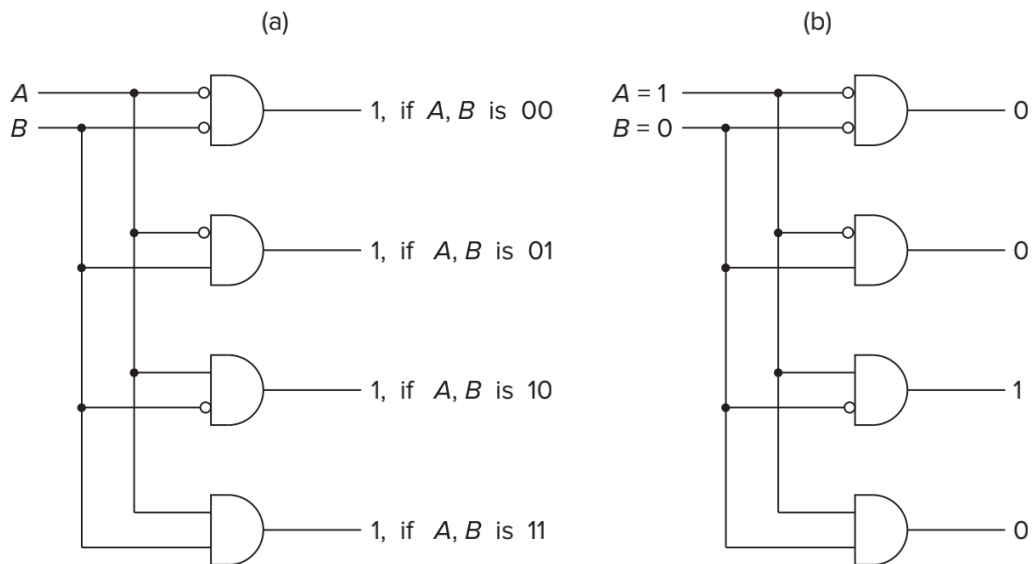 (a)
A
B
1, if A, B is 00
1, if A, B is 01
1, if A, B is 10
1, if A, B is 11
(b)
A = 1
B = 0
0
0
1
0